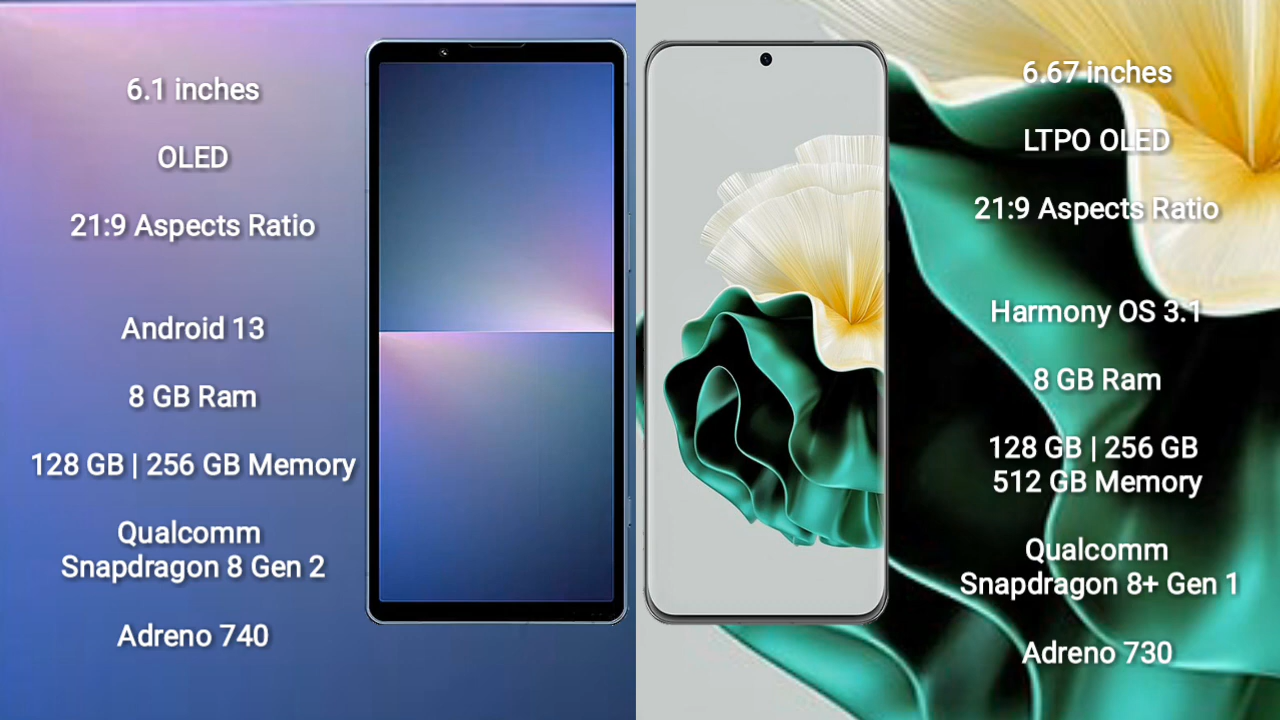 6.1 inches
OLED
21:9 Aspects Ratio
Android 13
8 GB Ram
128 GB | 256 GB Memory
Qualcomm
Snapdragon 8 Gen 2
Adreno 740
6.67 inches
LTPO OLED
21:9 Aspects Ratio
Harmony OS 3.1
8 GB Ram
128 GB | 256 GB
512 GB Memory
Qualcomm
Snapdragon 8+ Gen 1
Adreno 730